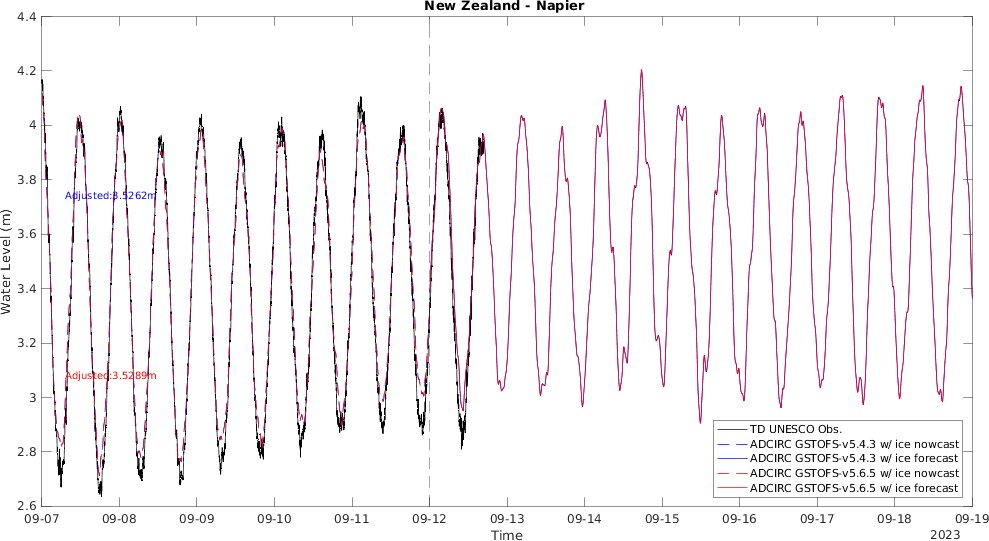 New Zealand - Napier
Water Level (m)
4.4
4.2
4
3.8
3.6
3.4
3.2
3
2.8
2.6
Adjusted:3.5262m
Adjusted:3.5289m
TD UNESCO Obs.
ADCIRC GSTOFS-v5.4.3 w/ ice nowcast
ADCIRC GSTOFS-v5.4.3 w/ ice forecast
ADCIRC GSTOFS-v5.6.5 w/ ice nowcast
ADCIRC GSTOFS-v5.6.5 w/ ice forecast
09-07 09-08 09-09 09-10 09-11 09-12 09-13 09-14 09-15 09-16 09-17 09-18 09-19
Time
2023